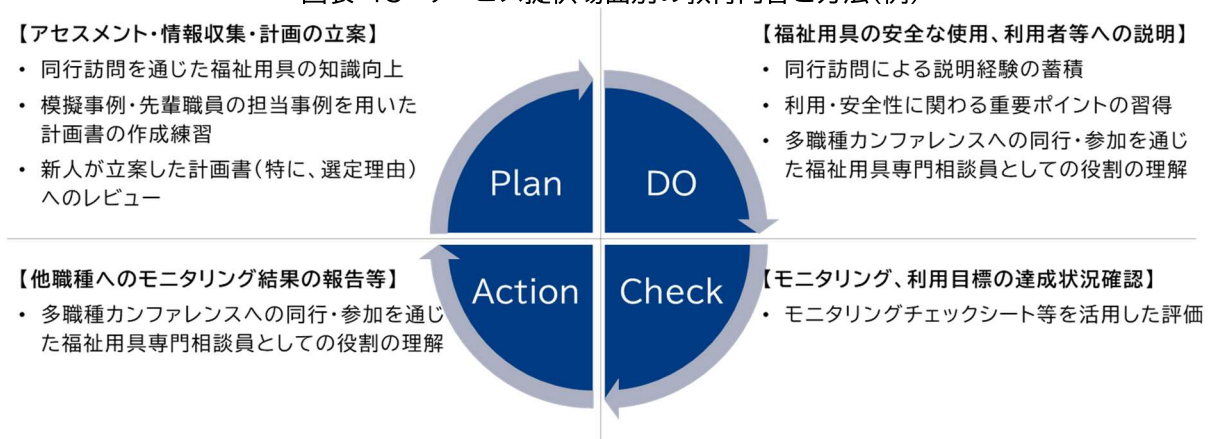 【アセスメント・情報収集・計画の立案】
• 同行訪問を通じた福祉用具の知識向上
• 模擬事例・先輩職員の担当事例を用いた
計画書の作成練習
• 新人が立案した計画書(特に、選定理由)
へのレビュー
Plan
【福祉用具の安全な使用、利用者等への説明】
• 同行訪問による説明経験の蓄積
• 利用・安全性に関わる重要ポイントの習得
• 多職種カンファレンスへの同行・参加を通じ
た福祉用具専門相談員としての役割の理解
DO
【他職種へのモニタリング結果の報告等】
• 多職種カンファレンスへの同行・参加を通じ
た福祉用具専門相談員としての役割の理解
Action
【モニタリング、利用目標の達成状況確認】
• モニタリングチェックシート等を活用した評価
Check